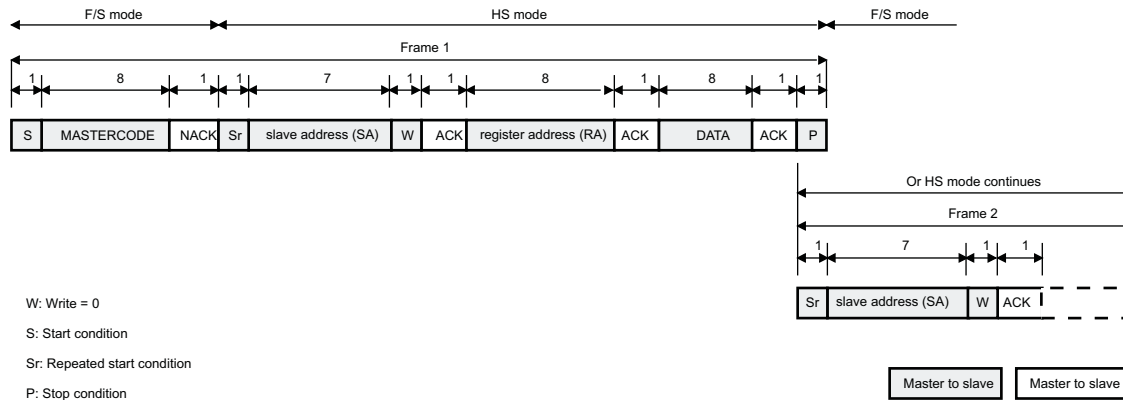 F/S mode HS mode F/S mode
Frame 1
1 8 1 1 7 1 1 8 1 8 1 1
S MASTERCODE NACK Sr slave address (SA) W ACK register address (RA) ACK DATA ACK P
Or HS mode continues
Frame 2
1 7 1 1
Sr slave address (SA) W ACK
W: Write = 0
S: Start condition
Sr: Repeated start condition
P: Stop condition
Master to slave Master to slave